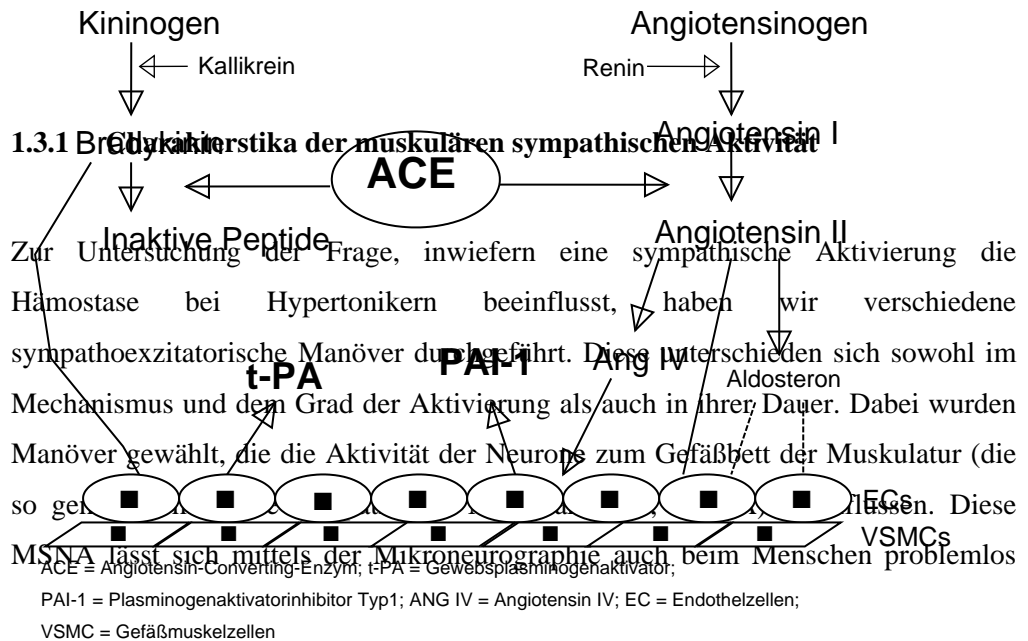 Kininogen Angiotensinogen
Kallikrein Renin
Bradykinin Angiotensin I
1.3.1 Charakterstika der muskulären sympathischen Aktivität
ACE
Inaktive Peptide Angiotensin II
Zur Untersuchung der Frage, inwiefern eine sympathische Aktivierung die
Hämostase bei Hypertonikern beeinflusst, haben wir verschiedene
sympathoexzitatorische Manöver durchgeführt. Diese unterschieden sich sowohl im
t-PA PAI-1 Ang IV
Aldosteron
Mechanismus und dem Grad der Aktivierung als auch in ihrer Dauer. Dabei wurden
Manöver gewählt, die die Aktivität der Neurone zum Gefäßbett der Muskulatur (die
so Diese
ECs
VSMCs
MSNA lässt sich mittels der Mikroneurographie auch beim Menschen problemlos
ACE = Angiotensin-Converting-Enzym; t-PA = Gewebsplasminogenaktivator;
PAI-1 = Plasminogenaktivatorinhibitor Typ1; ANG IV = Angiotensin IV; EC = Endothelzellen;
VSMC = Gefäßmuskelzellen